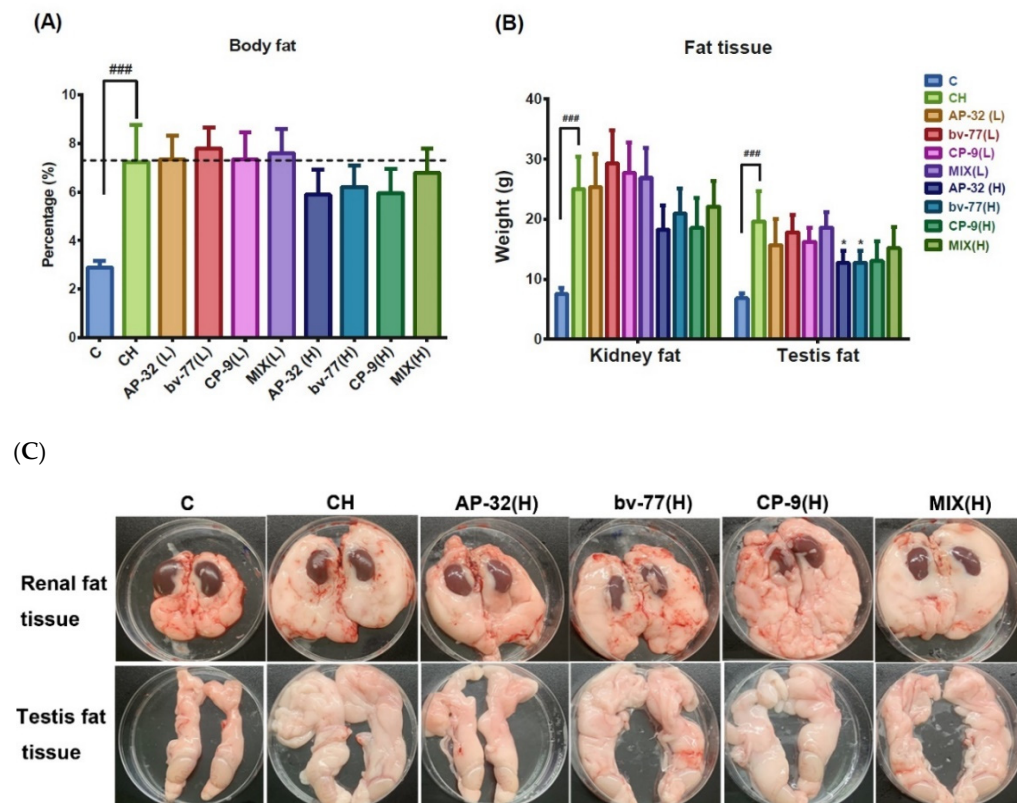 (A)
Body fat
###
Percentage (%)
10
8
6
4
2
0
C
CH
AP-32 (L)
bv-77(L)
CP-9(L)
MIX(L)
AP-32 (H)
bv-77(H)
CP-9(H)
MIX(H)
(B)
Fat tissue
###
###
* *
Weight (g)
40
30
20
10
0
Kidney fat
Testis fat
C
CH
AP-32 (L)
bv-77(L)
CP-9(L)
MIX(L)
AP-32 (H)
bv-77(H)
CP-9(H)
MIX(H)
(C)
C CH AP-32(H) bv-77(H) CP-9(H) MIX(H)
Renal fat
tissue
Testis fat
tissue